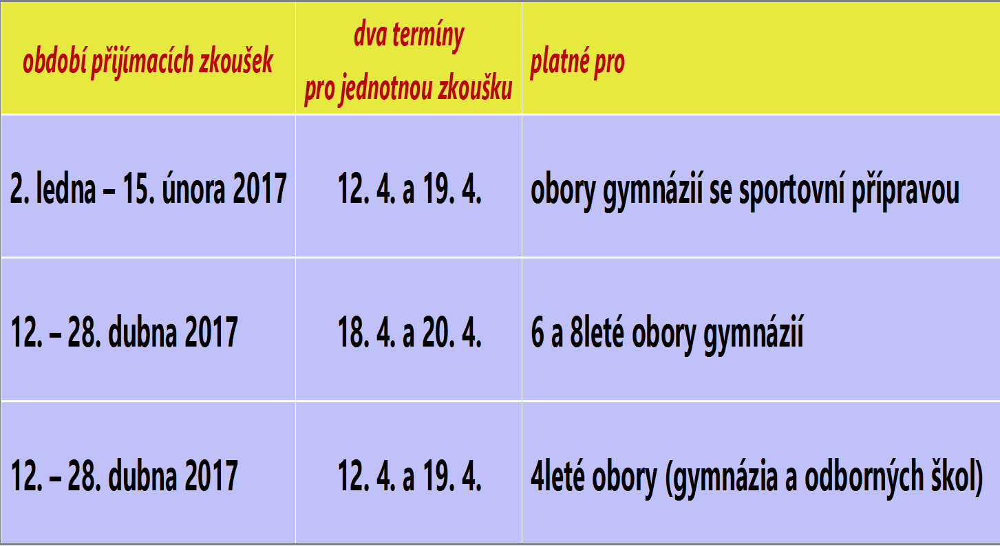 období přijímacích zkoušek
dva termíny
pro jednotnou zkoušku
platné pro
2. ledna – 15. února 2017
12. 4. a 19. 4.
obory gymnázií se sportovní přípravou
12. – 28. dubna 2017
18. 4. a 20. 4.
6 a 8leté obory gymnázií
12. – 28. dubna 2017
12. 4. a 19. 4.
4leté obory (gymnázia a odborných škol)